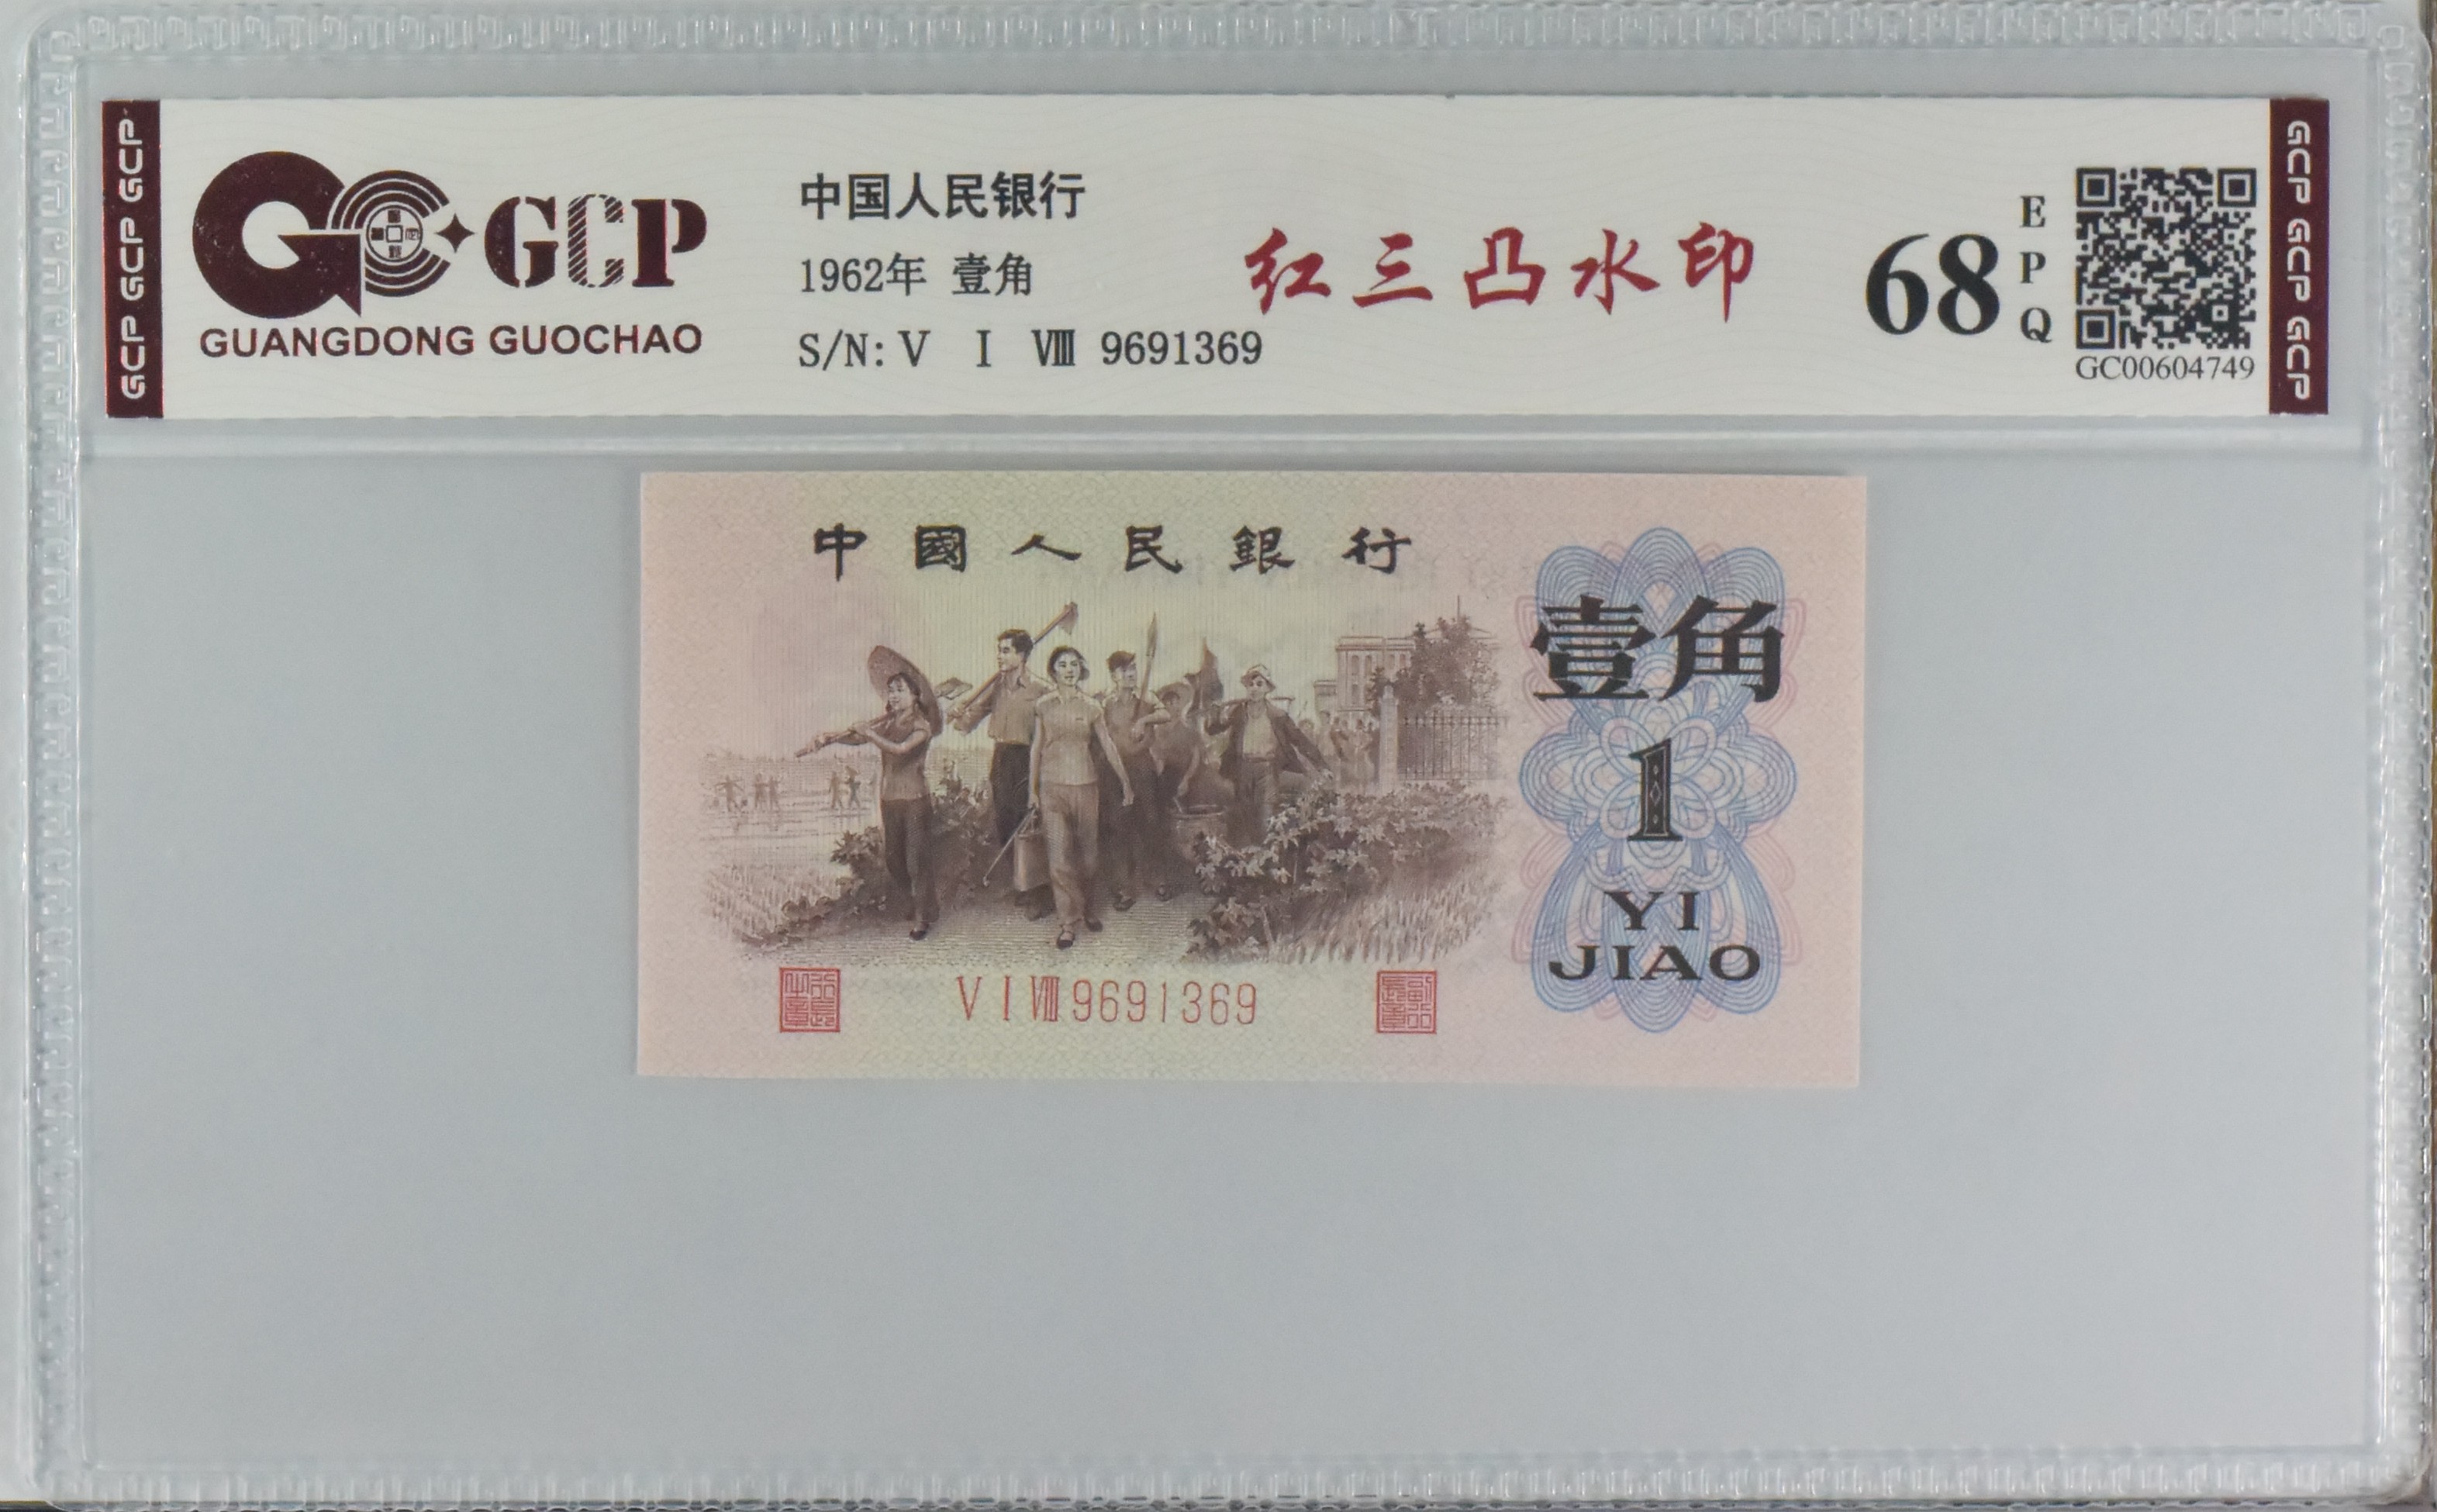 GCP GCP GCP
GCP
GUANGDONG GUOCHAO
中国人民银行
1962年 壹角
S/N: V Ⅰ Ⅷ 9691369
红三凸水印
68
E
P
Q
GC00604749
GCP GCP GCP
中國人民銀行
壹角
1
YI
JIAO
V I Ⅷ 9691369